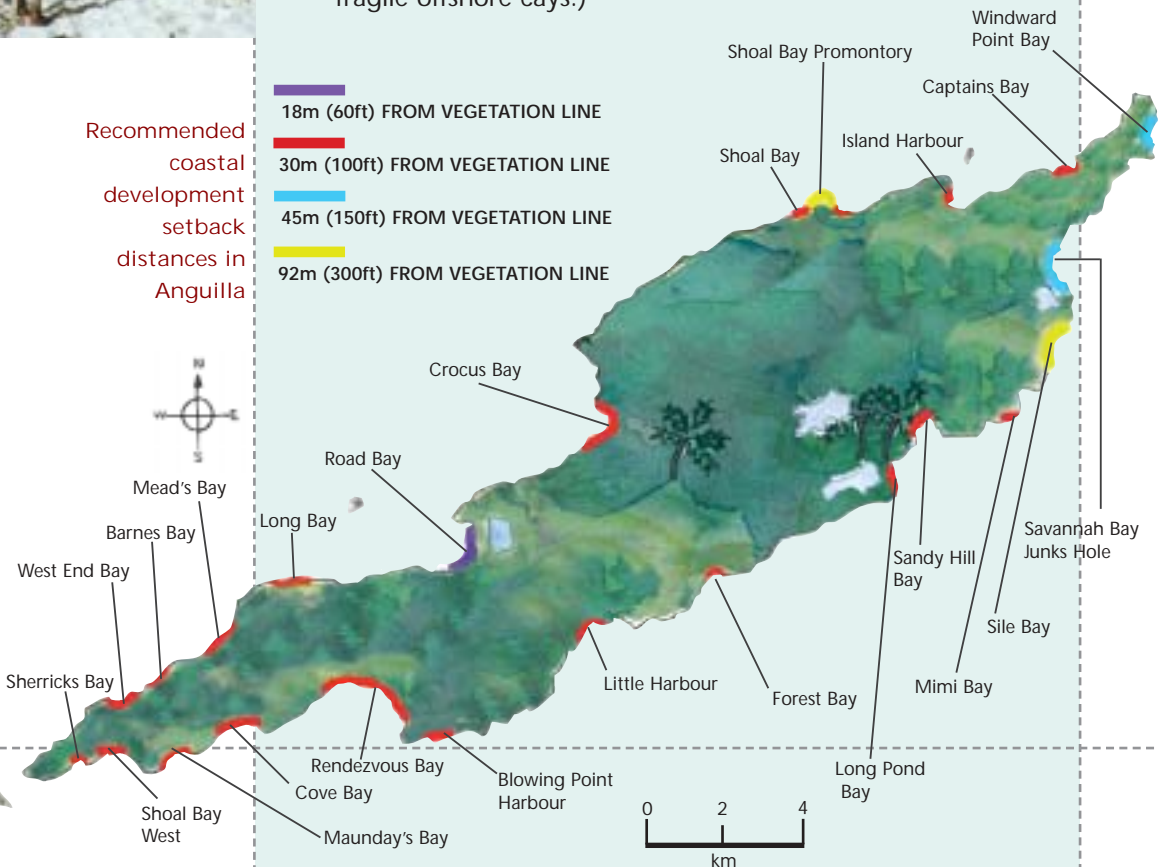 fragile offshore cays.)
Recommended
coastal
development
setback
distances in
Anguilla
18m (60ft) FROM VEGETATION LINE
30m (100ft) FROM VEGETATION LINE
45m (150ft) FROM VEGETATION LINE
92m (300ft) FROM VEGETATION LINE
N
W
E
S
Windward
Point Bay
Shoal Bay Promontory
Captains Bay
Island Harbour
Shoal Bay
Crocus Bay
Road Bay
Mead's Bay
Long Bay
Barnes Bay
West End Bay
Sherricks Bay
Savannah Bay
Junks Hole
Sandy Hill
Bay
Sile Bay
Mimi Bay
Little Harbour
Forest Bay
Long Pond
Bay
Rendezvous Bay
Blowing Point
Harbour
Cove Bay
Shoal Bay
West
Maunday's Bay
0 2 4
km